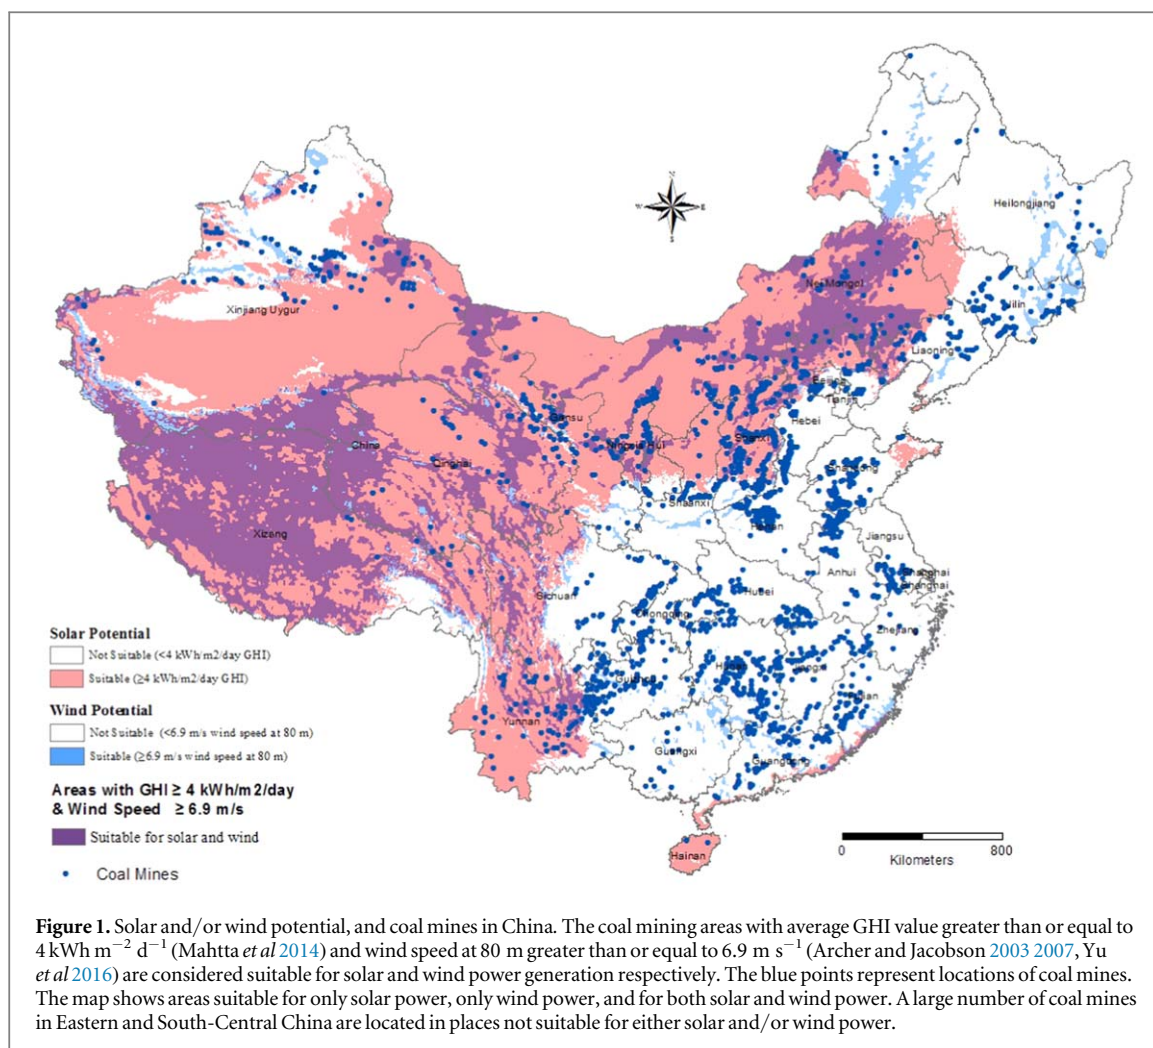 N
W
E
S
Heilongjiang
Nei Mongol
Jilin
Xinjiang Uygur
Liaoning
Beijing
Tianjin
Hebei
Gansu
Ningxia Hui
Shanxi
China
Qinghai
Shandong
Shaanxi
Henan
Xizang
Jiangsu
Anhui
Shanghai
Shanghai
Sichuan
Hubei
Chongqing
Zhejiang
Hunan
Jiangxi
Guizhou
Fujian
Yunnan
Guangxi
Guangdong
Hainan
Solar Potential
Not Suitable (<4 kWh/m2/day GHI)
Suitable (≥4 kWh/m2/day GHI)
Wind Potential
Not Suitable (<6.9 m/s wind speed at 80 m)
Suitable (≥6.9 m/s wind speed at 80 m)
Areas with GHI ≥ 4 kWh/m2/day
& Wind Speed ≥ 6.9 m/s
Suitable for solar and wind
Coal Mines
0
800
Kilometers
Figure 1. Solar and/or wind potential, and coal mines in China. The coal mining areas with average GHI value greater than or equal to
4 kWh m⁻² d⁻¹ (Mahtta et al 2014) and wind speed at 80 m greater than or equal to 6.9 m s⁻¹ (Archer and Jacobson 2003 2007, Yu
et al 2016) are considered suitable for solar and wind power generation respectively. The blue points represent locations of coal mines.
The map shows areas suitable for only solar power, only wind power, and for both solar and wind power. A large number of coal mines
in Eastern and South-Central China are located in places not suitable for either solar and/or wind power.